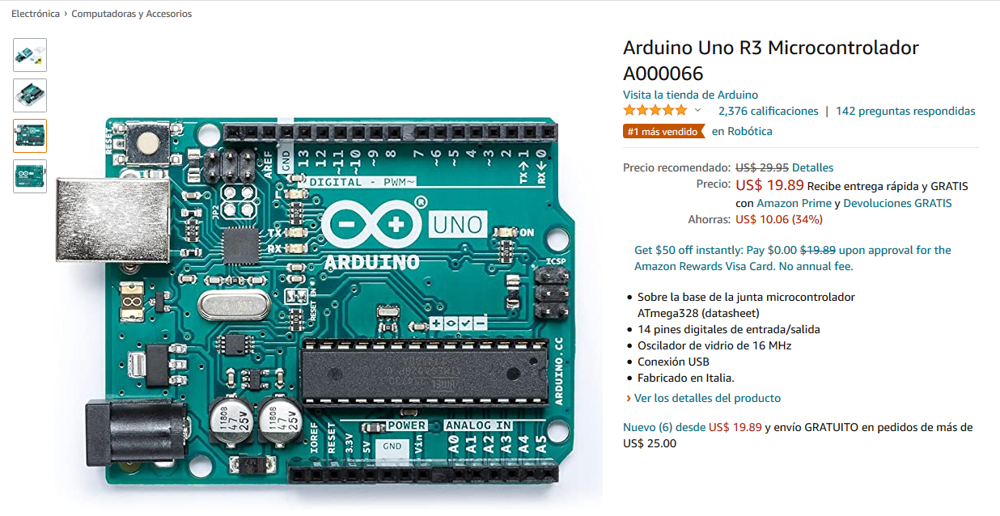 Electrónica › Computadoras y Accesorios
Arduino Uno R3 Microcontrolador
A000066
Visita la tienda de Arduino
2,376 calificaciones | 142 preguntas respondidas
#1 más vendido en Robótica
Precio recomendado: US$ 29.95 Detalles
Precio: US$ 19.89 Recibe entrega rápida y GRATIS
con Amazon Prime y Devoluciones GRATIS
Ahorras: US$ 10.06 (34%)
Get $50 off instantly: Pay $0.00 $19.89 upon approval for the
Amazon Rewards Visa Card. No annual fee.
Sobre la base de la junta microcontrolador
ATmega328 (datasheet)
14 pines digitales de entrada/salida
Oscilador de vidrio de 16 MHz
Conexión USB
Fabricado en Italia.
› Ver los detalles del producto
Nuevo (6) desde US$ 19.89 y envío GRATUITO en pedidos de más de
US$ 25.00
RESET
AREF
GND
13
12
~11
~10
~9
8
7
~6
~5
4
~3
2
TX→1
RX←0
DIGITAL - PWM~
JP2
L
TX
RX
UNO
ON
®
ARDUINO
ICSP
RESET EN
ARDUINO.CC
11808
47
25V
11808
47
25V
IOREF
RESET
3.3V
5V
POWER
GND
Vin
ANALOG IN
A0
A1
A2
A3
A4
A5